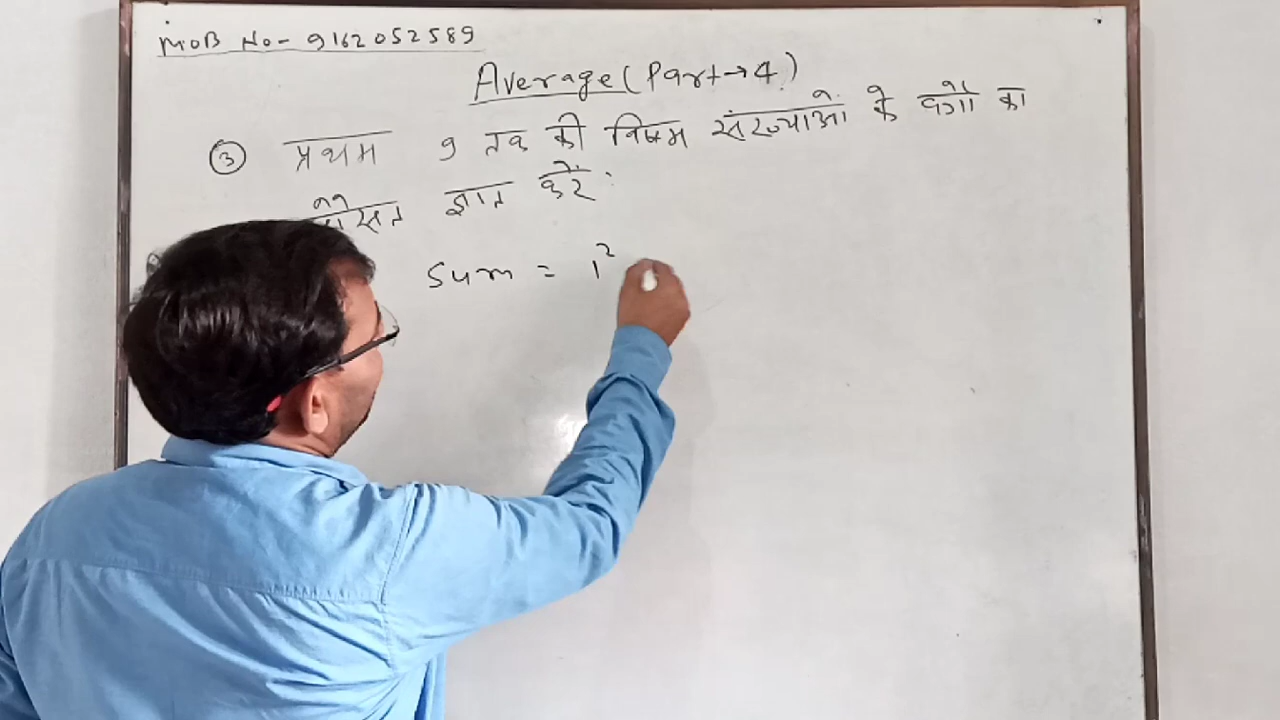 MOB No- 9162052589
Average (Part→4)
③ प्रथम 9 तक की विषम संख्याओं के वर्गों का
औसत ज्ञात करें:
Sum = 1²